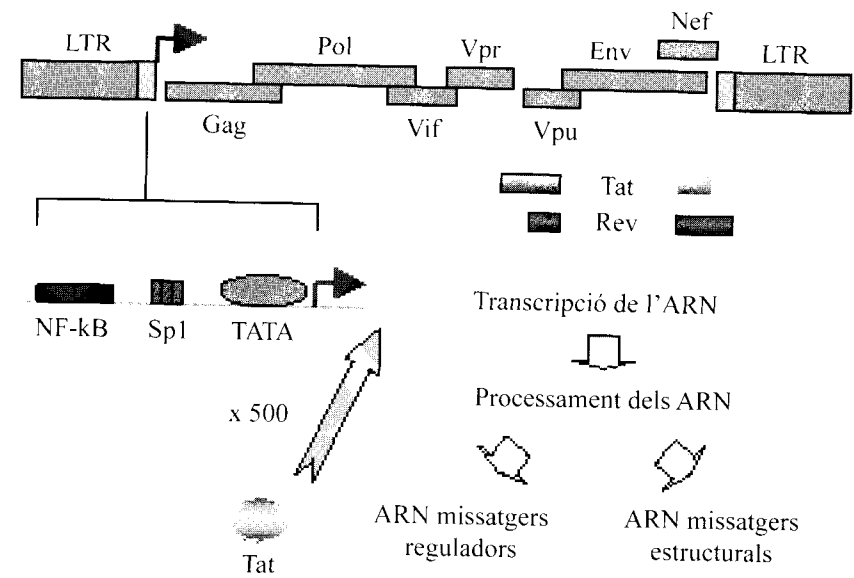 Nef
LTR Pol Vpr Env LTR
Gag Vif Vpu
Tat
Rev
NF-kB Sp1 TATA
Transcripció de l'ARN
x 500
Processament dels ARN
Tat
ARN missatgers
reguladors
ARN missatgers
estructurals